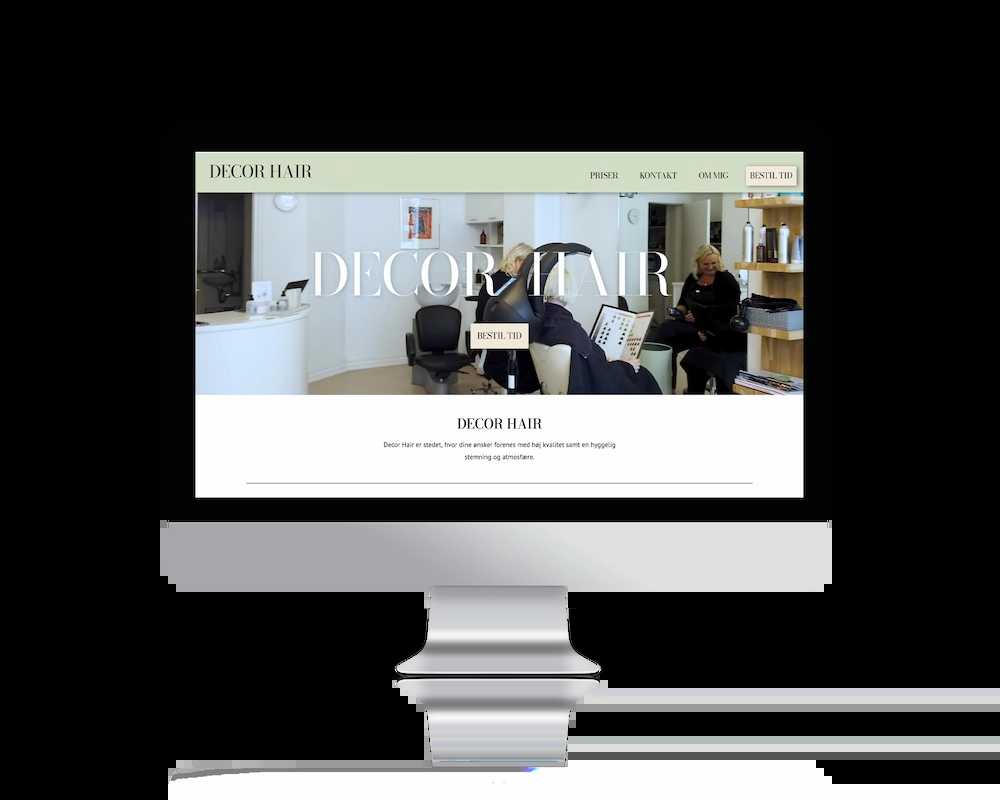 DECOR HAIR
PRISER KONTAKT OM MIG BESTIL TID
DECOR HAIR
BESTIL TID
DECOR HAIR
Decor Hair er stedet, hvor dine ønsker forenes med høj kvalitet samt en hyggelig
stemning og atmosfære.